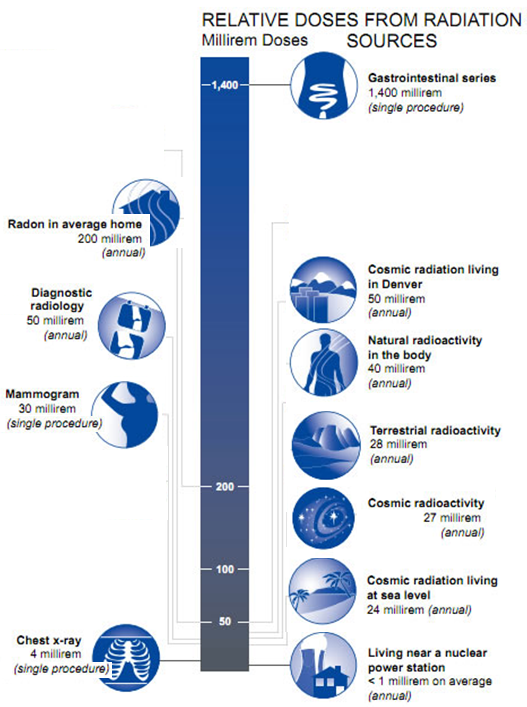 RELATIVE DOSES FROM RADIATION
Millirem Doses SOURCES
1,400
Gastrointestinal series
1,400 millirem
(single procedure)
Radon in average home
200 millirem
(annual)
Cosmic radiation living
in Denver
50 millirem
(annual)
Diagnostic
radiology
50 millirem
(annual)
Natural radioactivity
in the body
40 millirem
(annual)
Mammogram
30 millirem
(single procedure)
Terrestrial radioactivity
28 millirem
(annual)
200
Cosmic radioactivity
27 millirem
(annual)
100
Cosmic radiation living
at sea level
24 millirem (annual)
50
Chest x-ray
4 millirem
(single procedure)
Living near a nuclear
power station
< 1 millirem on average
(annual)